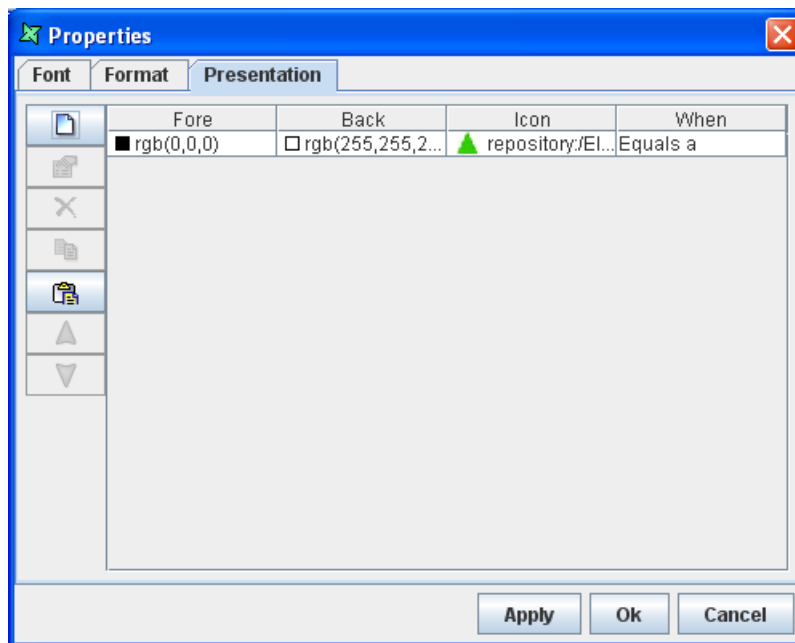 Properties
Font Format Presentation
Fore Back Icon When
rgb(0,0,0) rgb(255,255,2... repository:/El... Equals a
Apply Ok Cancel